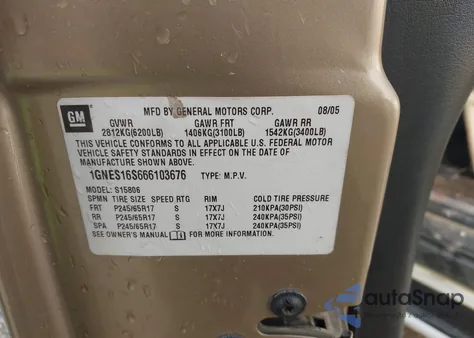 GM
MFD BY GENERAL MOTORS CORP. 08/05
GVWR GAWR FRT GAWR RR
2812KG(6200LB) 1406KG(3100LB) 1542KG(3400LB)
THIS VEHICLE CONFORMS TO ALL APPLICABLE U.S. FEDERAL MOTOR
VEHICLE SAFETY STANDARDS IN EFFECT ON THE DATE OF
MANUFACTURE SHOWN ABOVE.
1GNES16S666103676 TYPE: M.P.V.
MODEL: S15806
SPMN TIRE SIZE SPEED RTG RIM COLD TIRE PRESSURE
FRT P245/65R17 S 17X7J 210KPA(30PSI)
RR P245/65R17 S 17X7J 240KPA(35PSI)
SPA P245/65R17 S 17X7J 240KPA(35PSI)
SEE OWNER'S MANUAL FOR MORE INFORMATION.
autoSnap